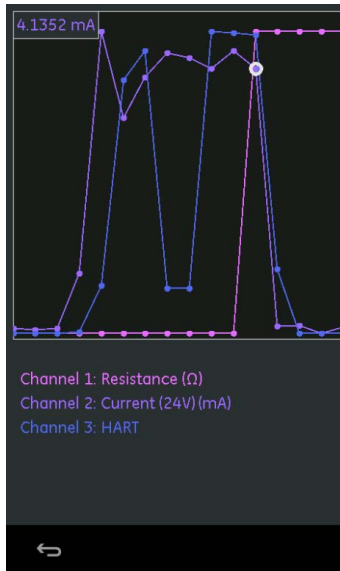 4.1352 mA
Channel 1: Resistance (Ω)
Channel 2: Current (24V) (mA)
Channel 3: HART